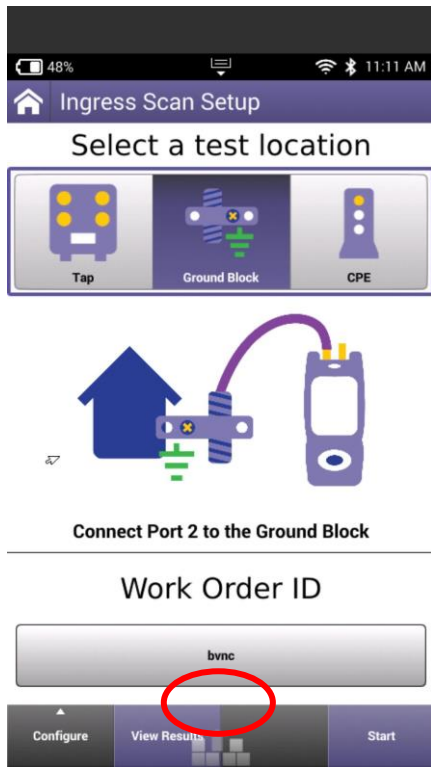 48%
11:11 AM
Ingress Scan Setup
Select a test location
Tap
Ground Block
CPE
Connect Port 2 to the Ground Block
Work Order ID
bvnc
Configure
View Results
Start